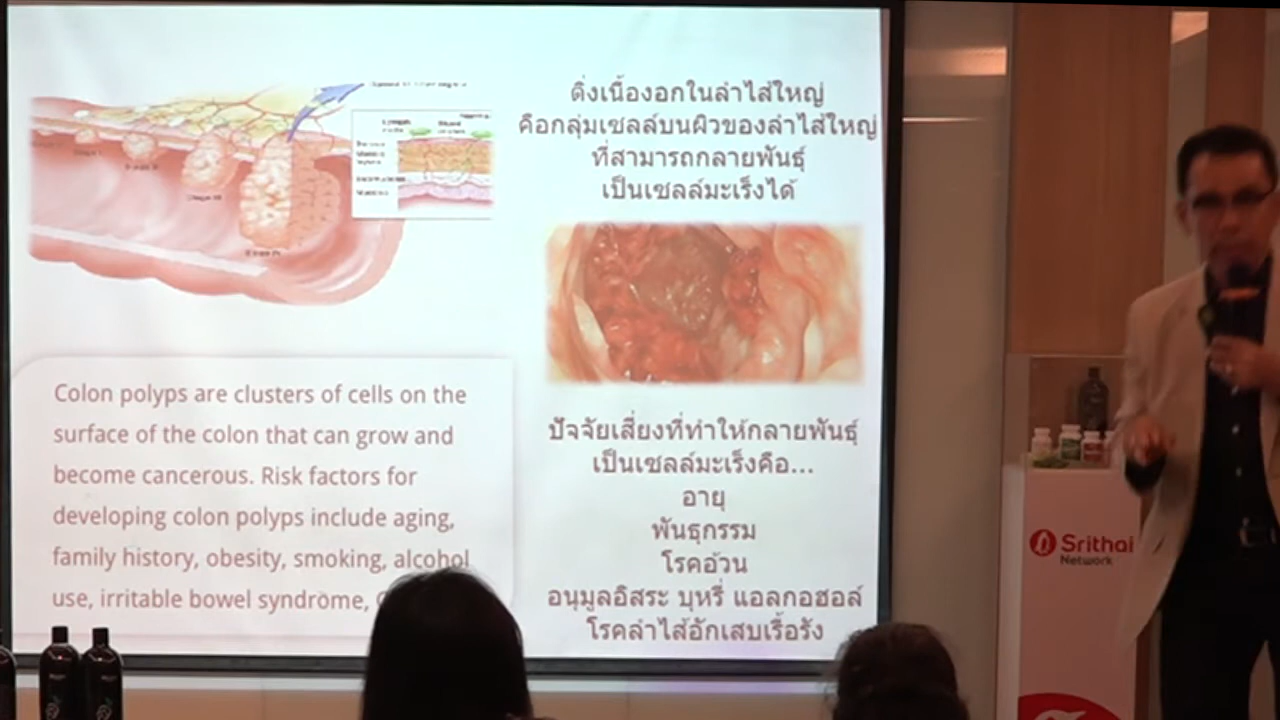 ติ่งเนื้องอกในลำไส้ใหญ่
คือกลุ่มเซลล์บนผิวของลำไส้ใหญ่
ที่สามารถกลายพันธุ์
เป็นเซลล์มะเร็งได้
Colon polyps are clusters of cells on the
surface of the colon that can grow and
become cancerous. Risk factors for
developing colon polyps include aging,
family history, obesity, smoking, alcohol
use, irritable bowel syndrome,
ปัจจัยเสี่ยงที่ทำให้กลายพันธุ์
เป็นเซลล์มะเร็งคือ...
อายุ
พันธุกรรม
โรคอ้วน
อนุมูลอิสระ บุหรี่ แอลกอฮอล์
โรคลำไส้อักเสบเรื้อรัง
Srithai
Network